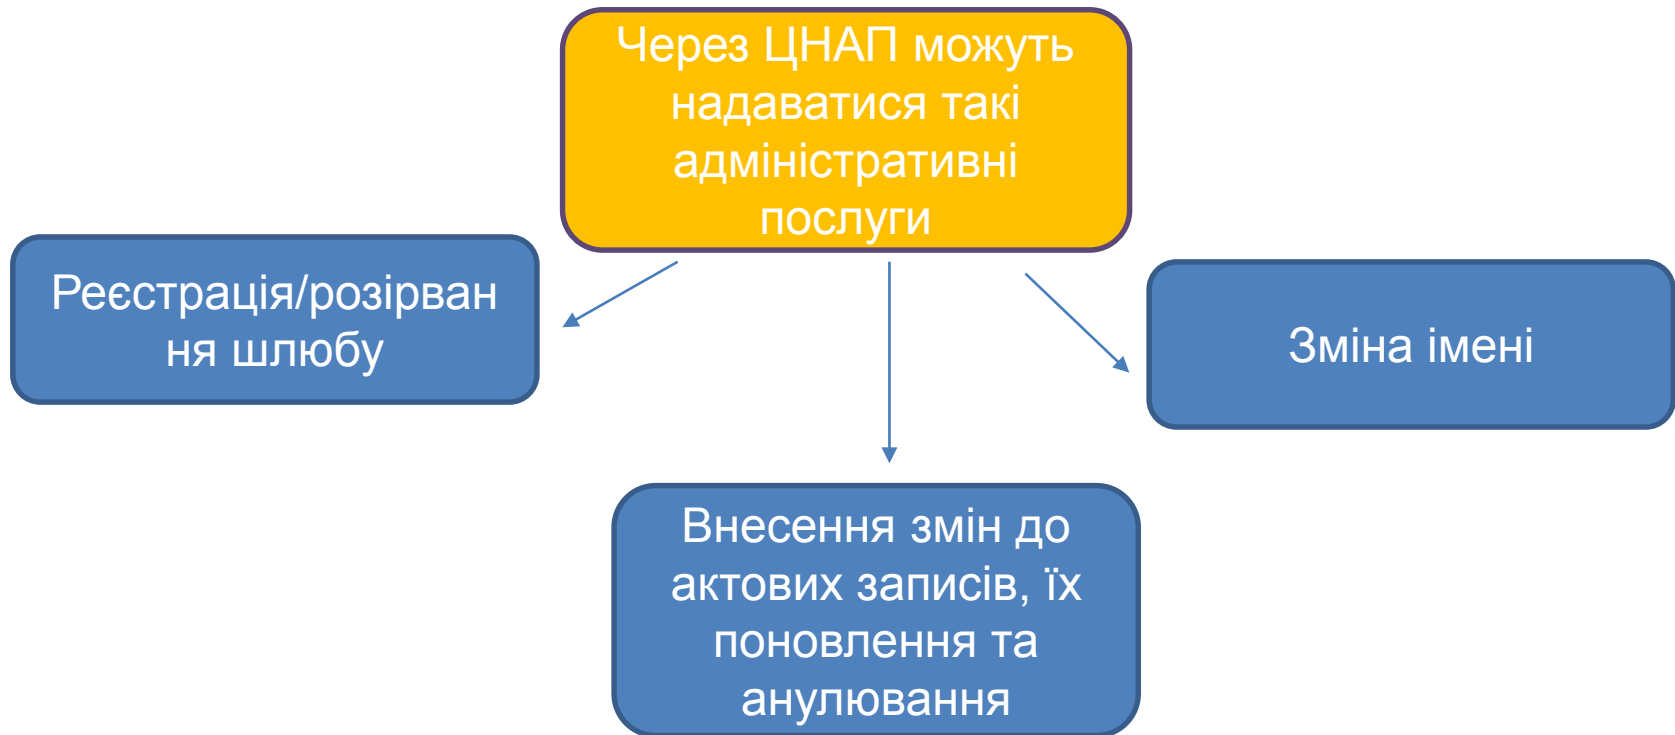 Через ЦНАП можуть
надаватися такі
адміністративні
послуги
Реєстрація/розірван
ня шлюбу
Зміна імені
Внесення змін до
актових записів, їх
поновлення та
анулювання